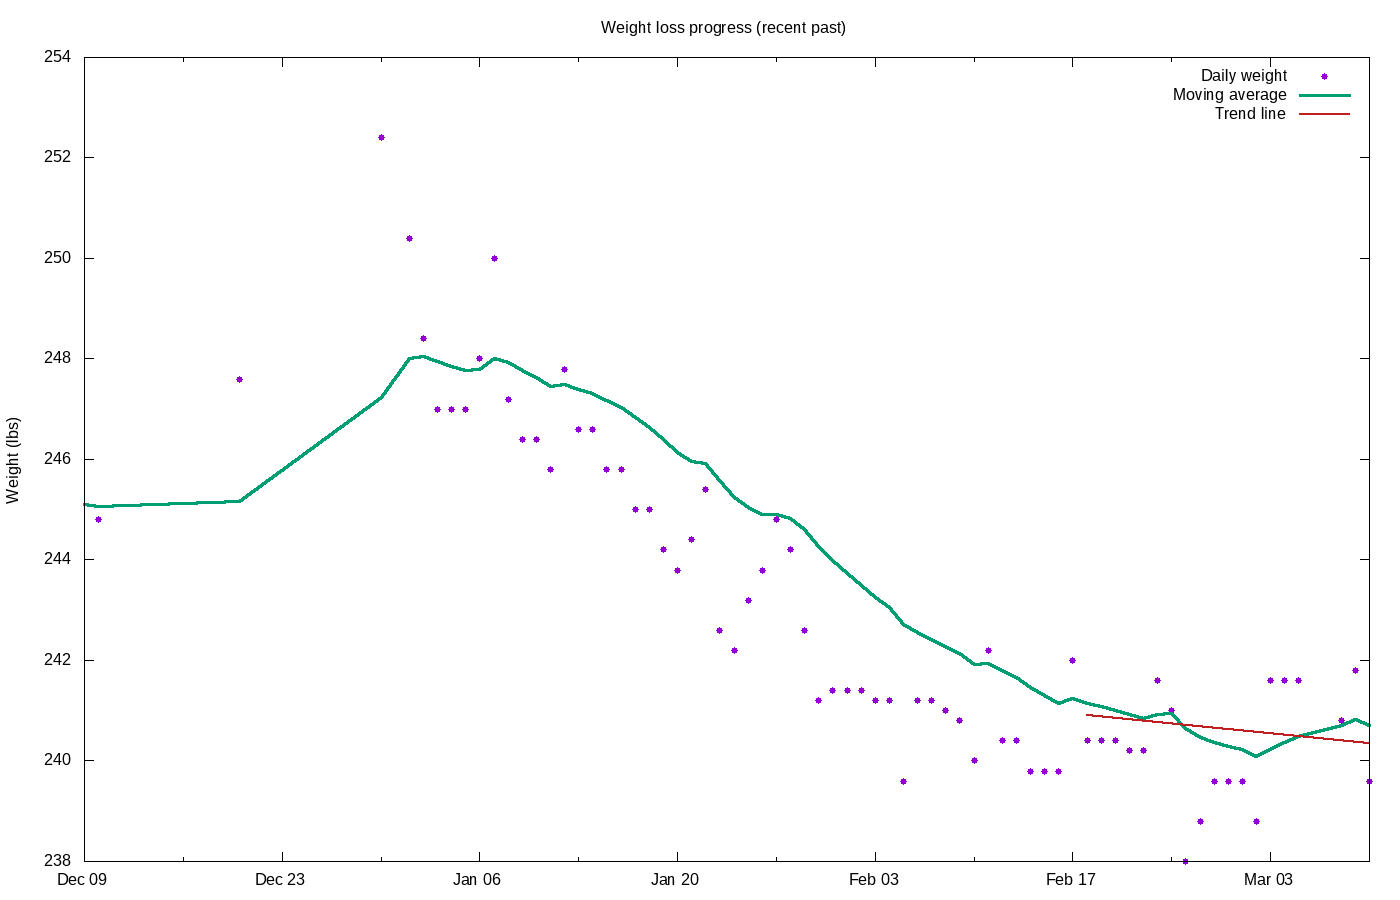 Weight loss progress (recent past)
254
252
250
248
246
244
242
240
238
Weight (lbs)
Daily weight
Moving average
Trend line
Dec 09 Dec 23 Jan 06 Jan 20 Feb 03 Feb 17 Mar 03